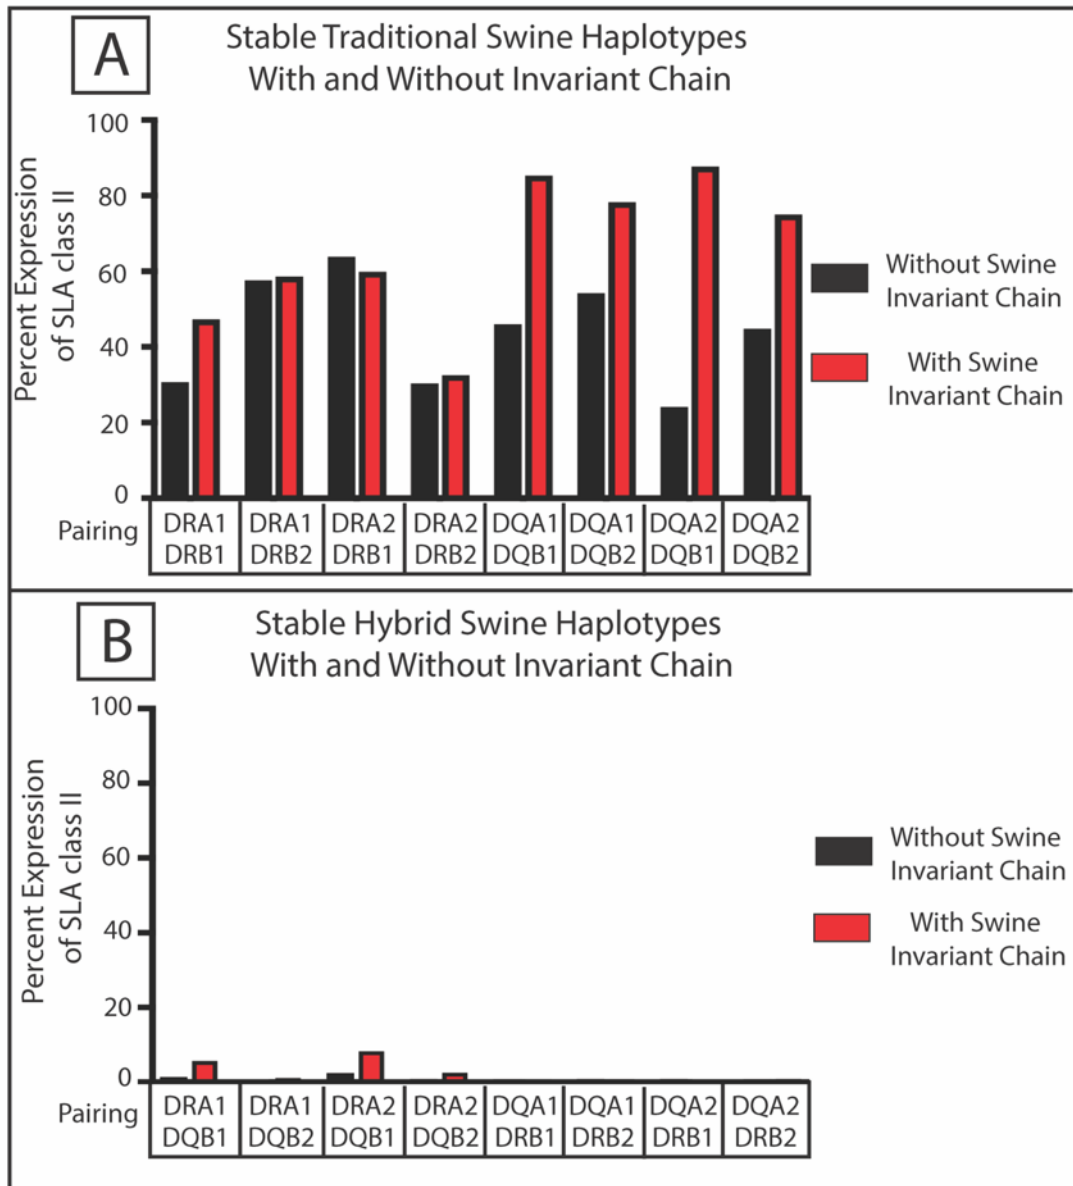 A
Stable Traditional Swine Haplotypes
With and Without Invariant Chain
Percent Expression
of SLA class II
100
80
60
40
20
0
Without Swine
Invariant Chain
With Swine
Invariant Chain
Pairing
DRA1 DRA1 DRA2 DRA2 DQA1 DQA1 DQA2 DQA2
DRB1 DRB2 DRB1 DRB2 DQB1 DQB2 DQB1 DQB2
B
Stable Hybrid Swine Haplotypes
With and Without Invariant Chain
Percent Expression
of SLA class II
100
80
60
40
20
0
Without Swine
Invariant Chain
With Swine
Invariant Chain
Pairing
DRA1 DRA1 DRA2 DRA2 DQA1 DQA1 DQA2 DQA2
DQB1 DQB2 DQB1 DQB2 DRB1 DRB2 DRB1 DRB2